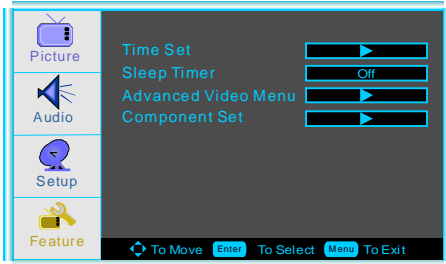 Picture
Audio
Setup
Feature
Time Set
Sleep Timer Off
Advanced Video Menu
Component Set
To Move Enter To Select Menu To Exit